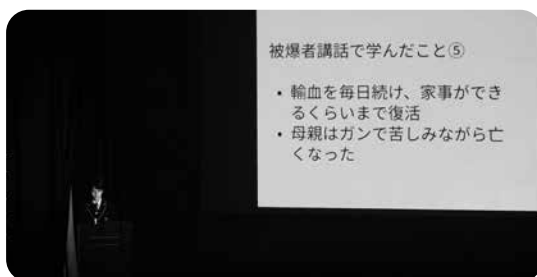 被爆者講話で学んだこと⑤
・輸血を毎日続け、家事ができ
るくらいまで復活
・母親はガンで苦しみながら亡
くなった